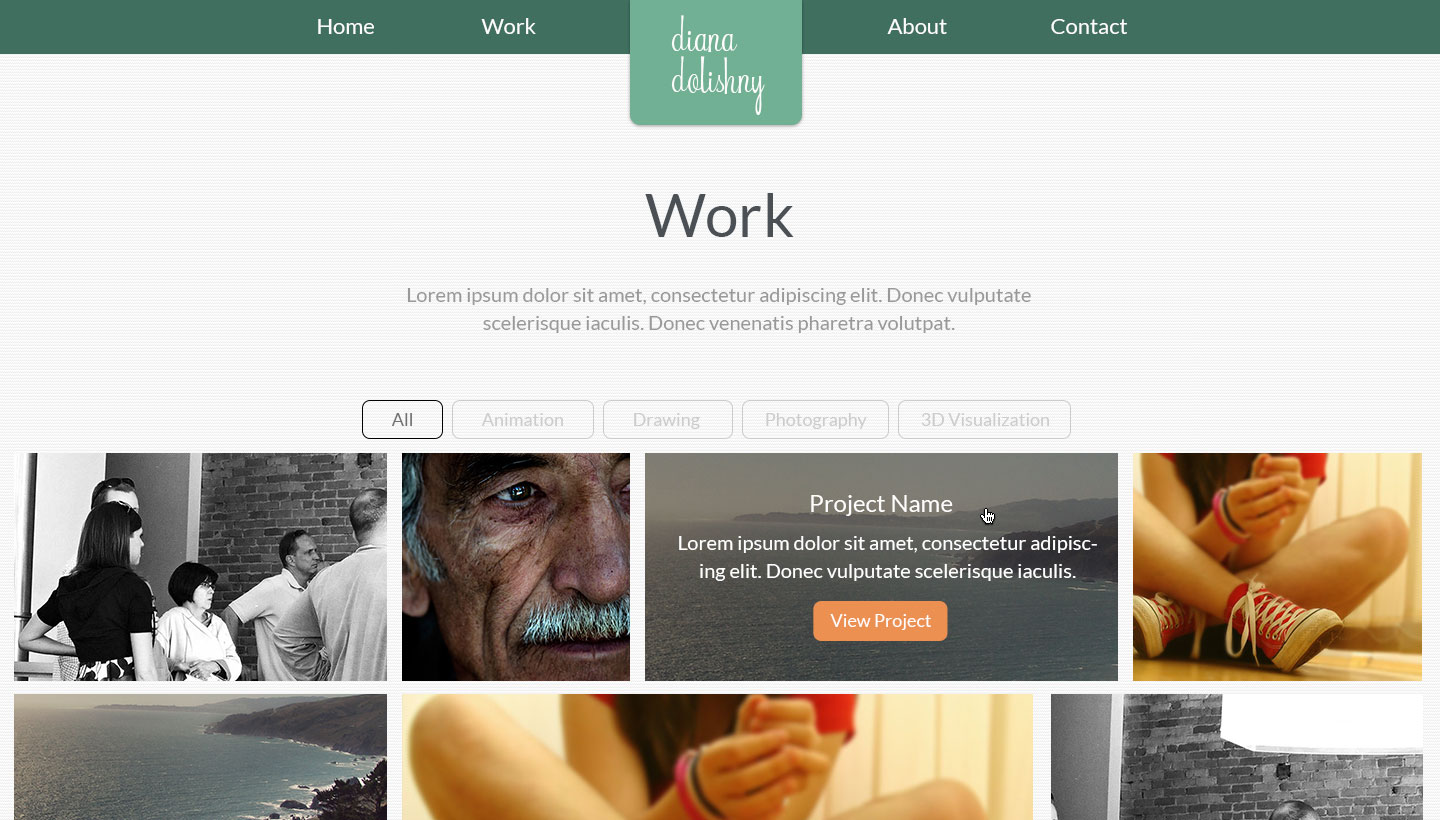 Home
Work
diana
dolishny
About
Contact
Work
Lorem ipsum dolor sit amet, consectetur adipiscing elit. Donec vulputate
scelerisque iaculis. Donec venenatis pharetra volutpat.
All
Animation
Drawing
Photography
3D Visualization
Project Name
Lorem ipsum dolor sit amet, consectetur adipisc-
ing elit. Donec vulputate scelerisque iaculis.
View Project